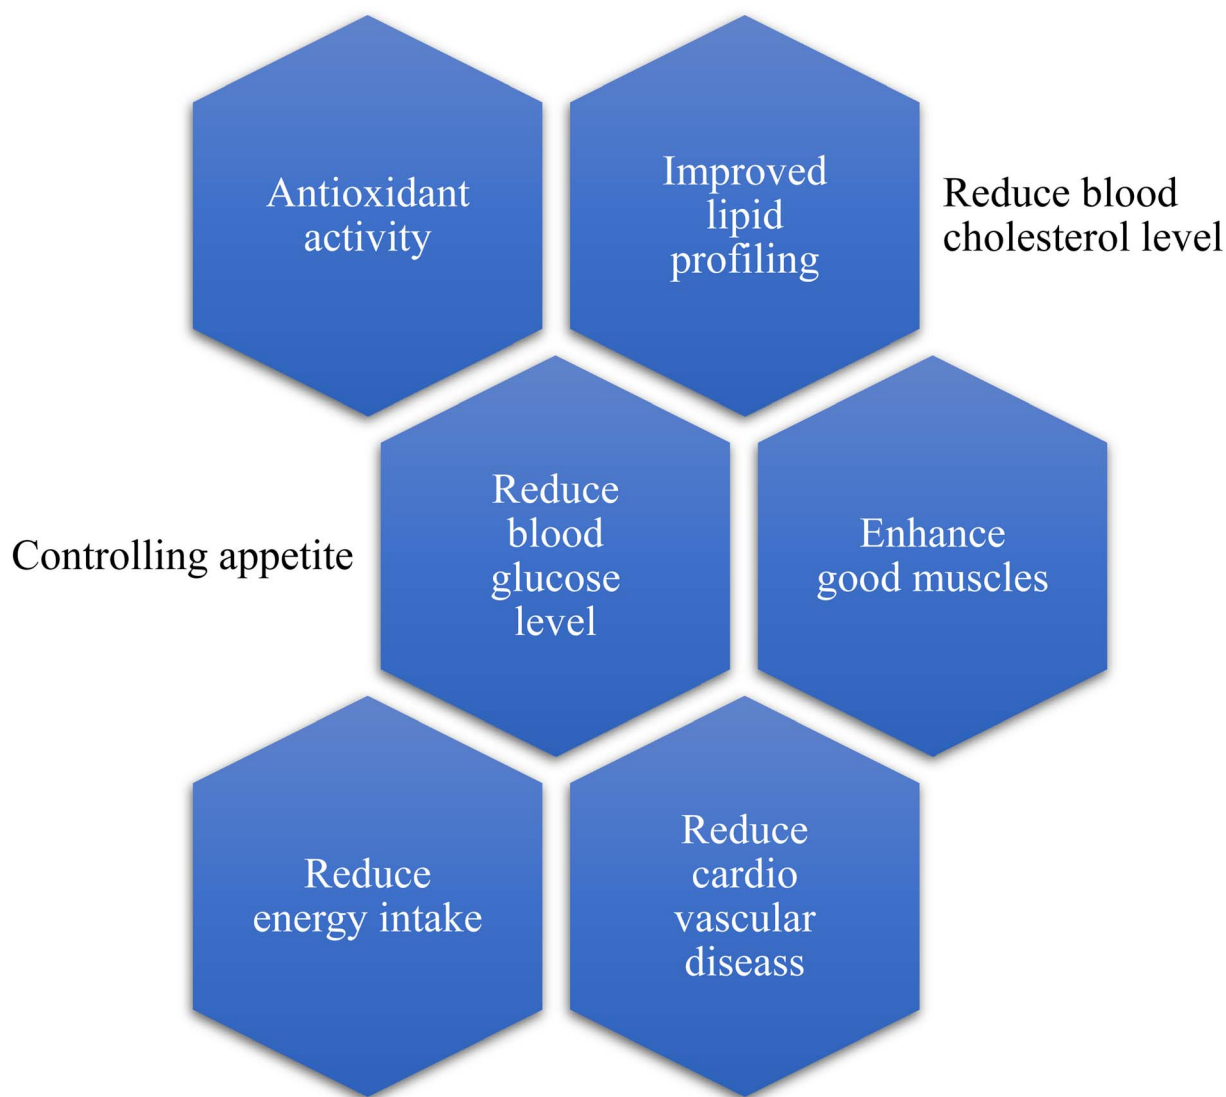 Antioxidant
activity
Improved
lipid
profiling
Reduce blood
cholesterol level
Controlling appetite
Reduce
blood
glucose
level
Enhance
good muscles
Reduce
energy intake
Reduce
cardio
vascular
diseass